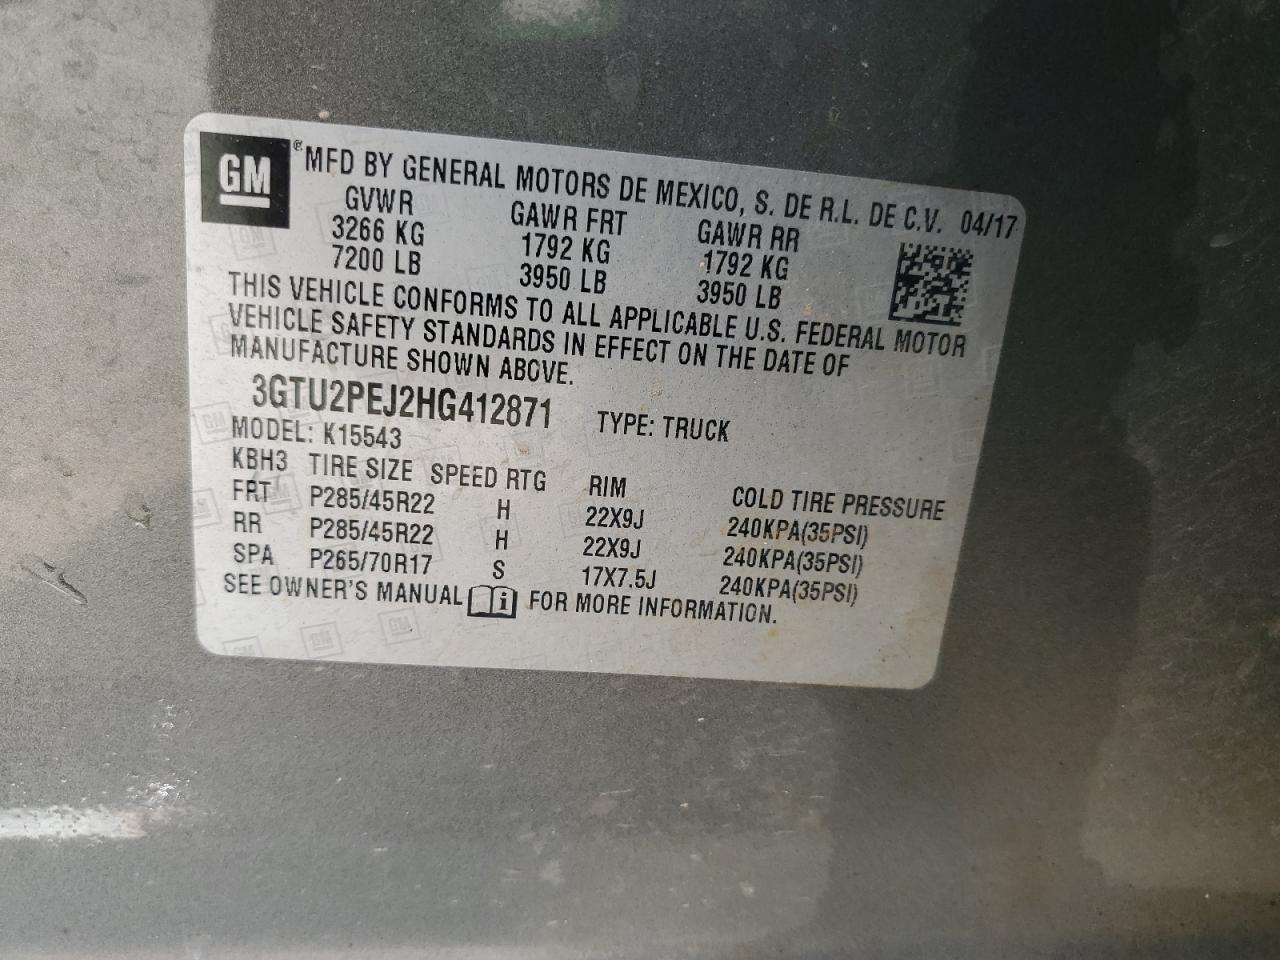 GM ® MFD BY GENERAL MOTORS DE MEXICO, S. DE R.L. DE C.V. 04/17
GVWR GAWR FRT GAWR RR
3266 KG 1792 KG 1792 KG
7200 LB 3950 LB 3950 LB
THIS VEHICLE CONFORMS TO ALL APPLICABLE U.S. FEDERAL MOTOR
VEHICLE SAFETY STANDARDS IN EFFECT ON THE DATE OF
MANUFACTURE SHOWN ABOVE.
3GTU2PEJ2HG412871 TYPE: TRUCK
MODEL: K15543
KBH3 TIRE SIZE SPEED RTG RIM COLD TIRE PRESSURE
FRT P285/45R22 H 22X9J 240KPA(35PSI)
RR P285/45R22 H 22X9J 240KPA(35PSI)
SPA P265/70R17 S 17X7.5J 240KPA(35PSI)
SEE OWNER'S MANUAL i FOR MORE INFORMATION.